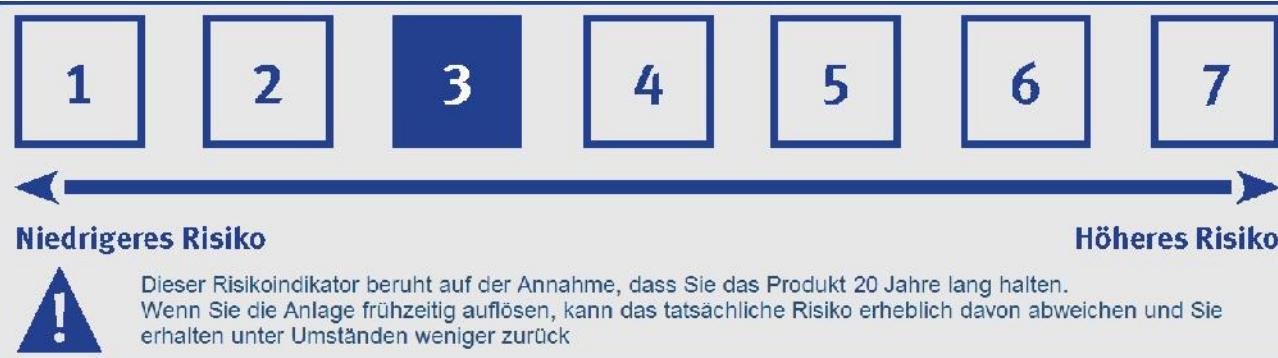 1 2 3 4 5 6 7
Niedrigeres Risiko Höheres Risiko
!
Dieser Risikoindikator beruht auf der Annahme, dass Sie das Produkt 20 Jahre lang halten.
Wenn Sie die Anlage frühzeitig auflösen, kann das tatsächliche Risiko erheblich davon abweichen und Sie
erhalten unter Umständen weniger zurück